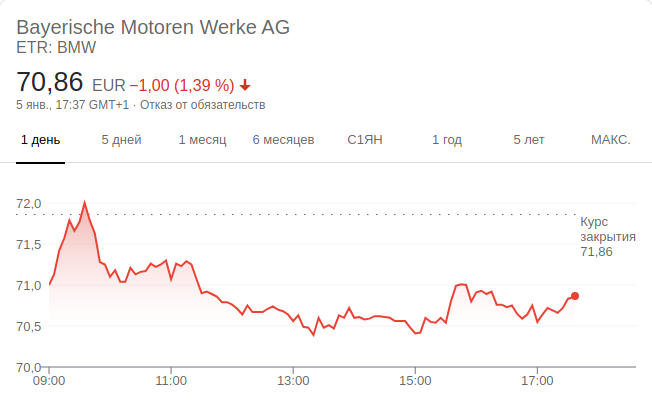 Bayerische Motoren Werke AG
ETR: BMW
70,86 EUR −1,00 (1,39 %)
5 янв., 17:37 GMT+1 · Отказ от обязательств
1 день 5 дней 1 месяц 6 месяцев С1ЯН 1 год 5 лет МАКС.
72,0
Курс
закрытия
71,86
71,5
71,0
70,5
70,0
09:00 11:00 13:00 15:00 17:00